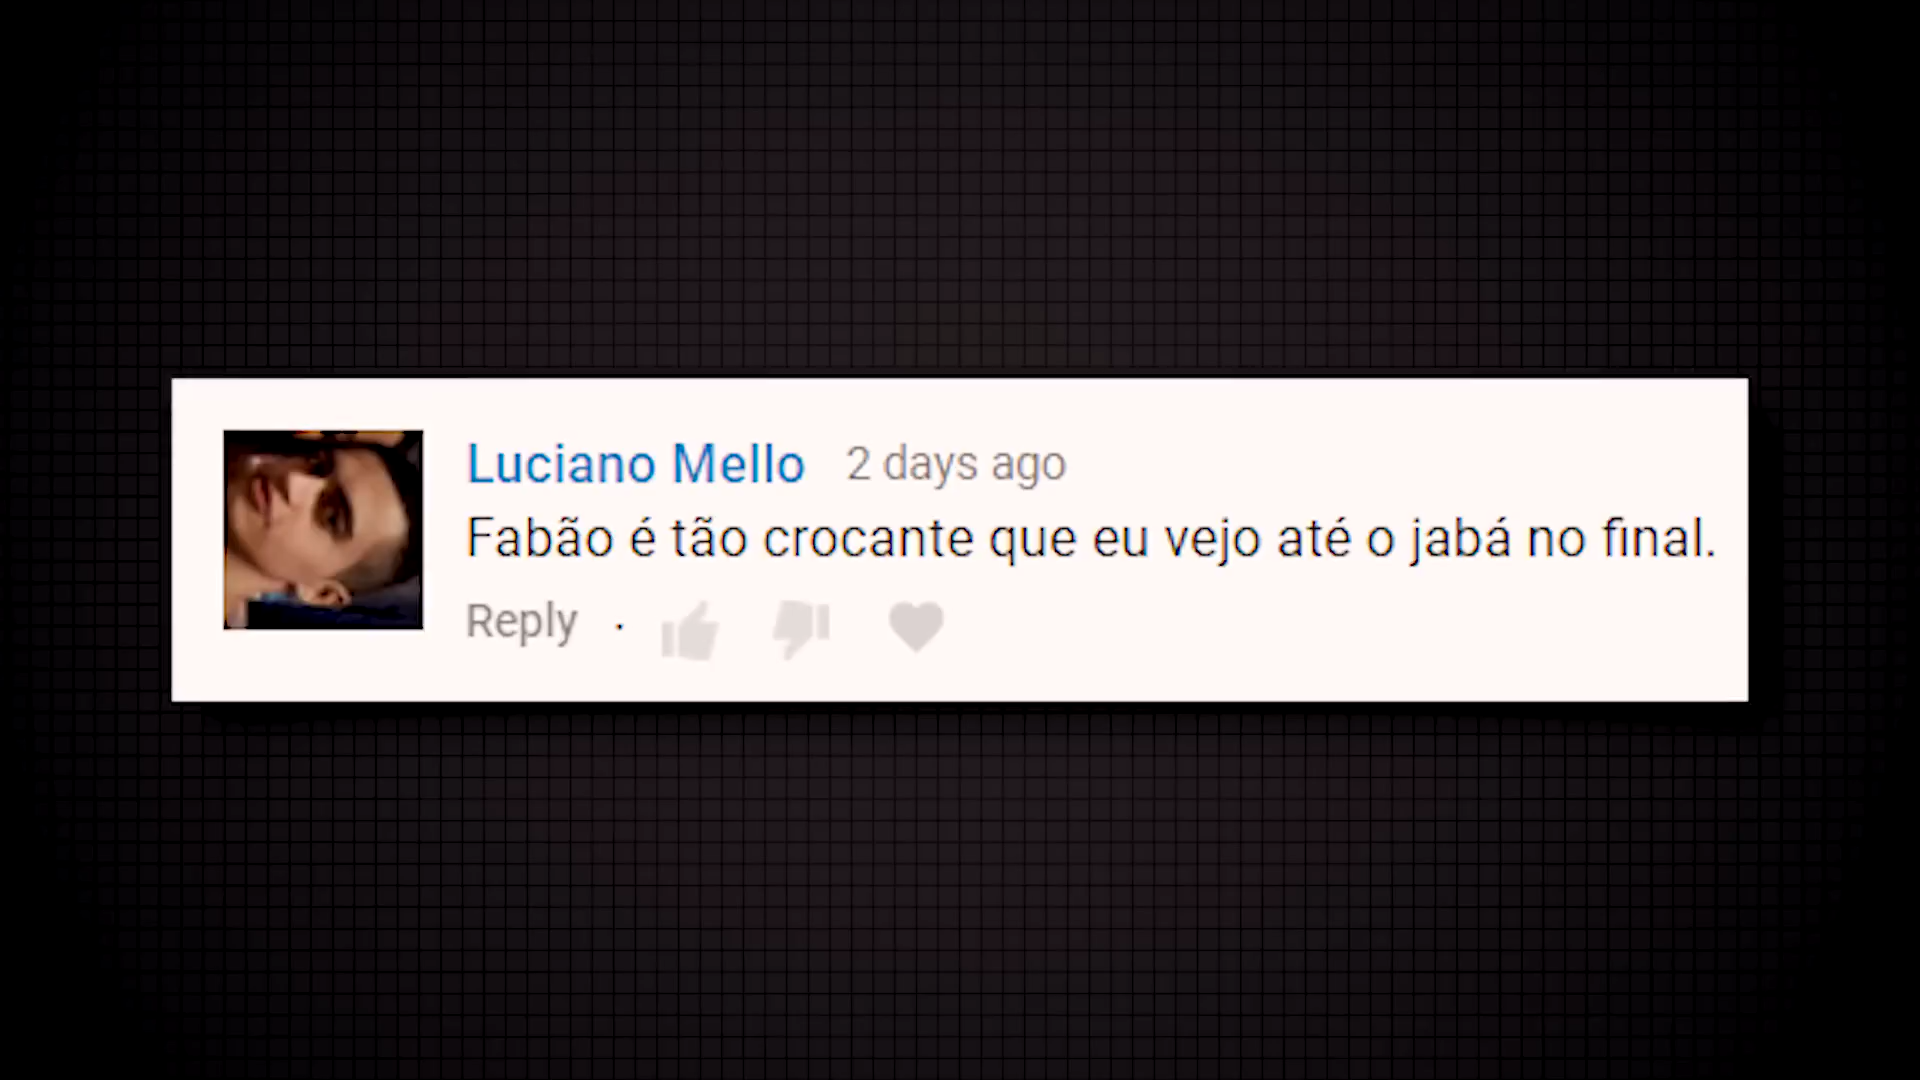 Luciano Mello 2 days ago
Fabão é tão crocante que eu vejo até o jabá no final.
Reply ·